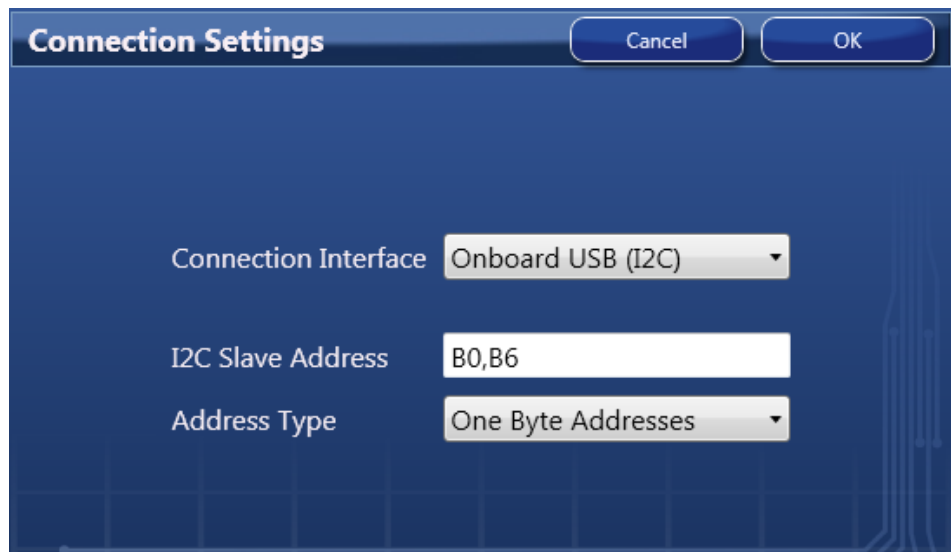 Connection Settings Cancel OK
Connection Interface Onboard USB (I2C)
I2C Slave Address B0,B6
Address Type One Byte Addresses